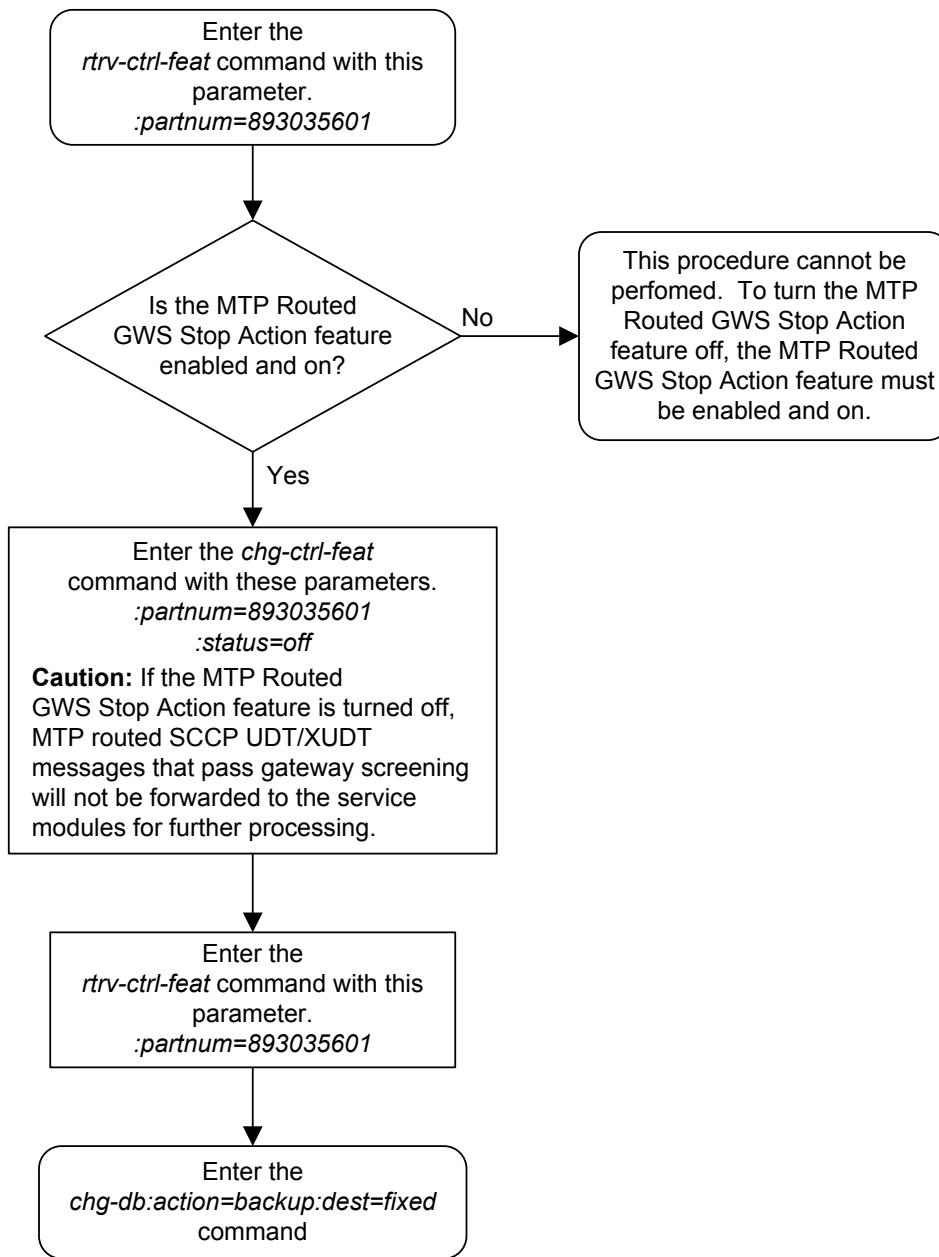 Enter the
rtrv-ctrl-feat command with this
parameter.
:partnum=893035601
Is the MTP Routed
GWS Stop Action feature
enabled and on?
No
This procedure cannot be
perfomed.  To turn the MTP
Routed GWS Stop Action
feature off, the MTP Routed
GWS Stop Action feature must
be enabled and on.
Yes
Enter the chg-ctrl-feat
command with these parameters.
:partnum=893035601
:status=off
Caution: If the MTP Routed
GWS Stop Action feature is turned off,
MTP routed SCCP UDT/XUDT
messages that pass gateway screening
will not be forwarded to the service
modules for further processing.
Enter the
rtrv-ctrl-feat command with this
parameter.
:partnum=893035601
Enter the
chg-db:action=backup:dest=fixed
command